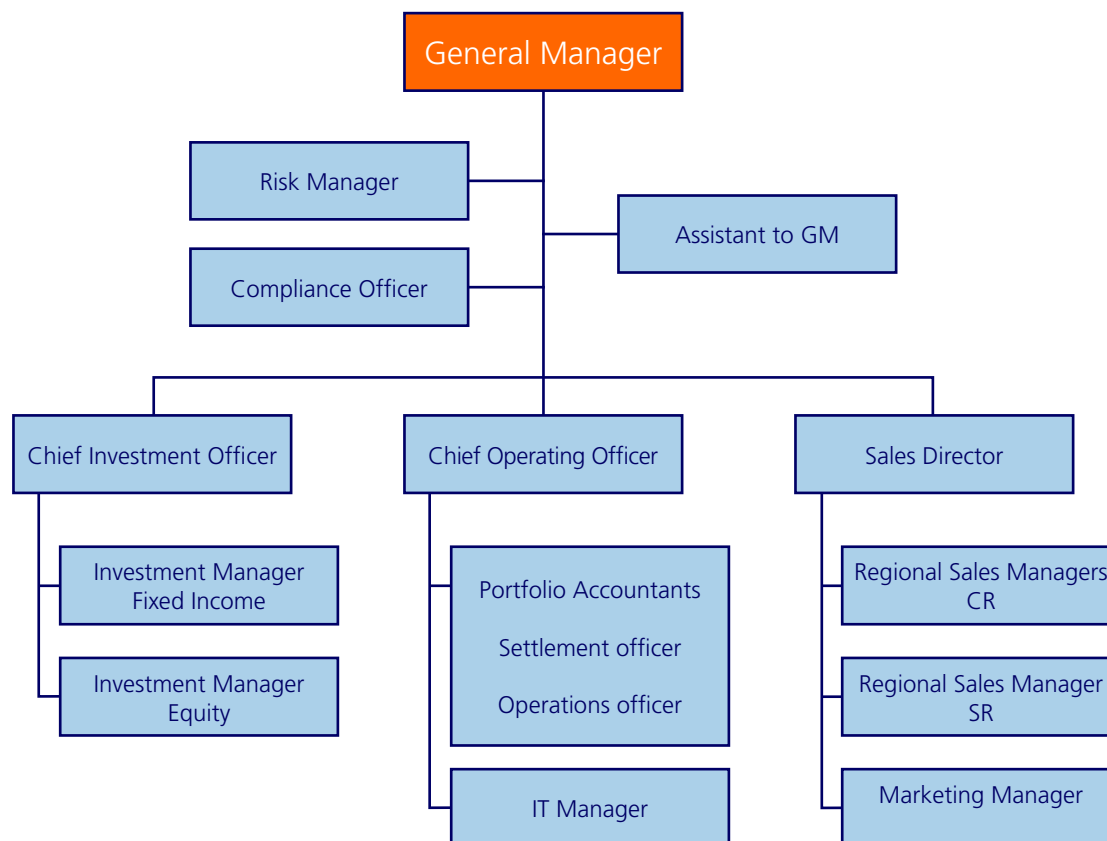 General Manager
Risk Manager
Assistant to GM
Compliance Officer
Chief Investment Officer
Chief Operating Officer
Sales Director
Investment Manager
Fixed Income
Investment Manager
Equity
Portfolio Accountants
Settlement officer
Operations officer
IT Manager
Regional Sales Managers
CR
Regional Sales Manager
SR
Marketing Manager